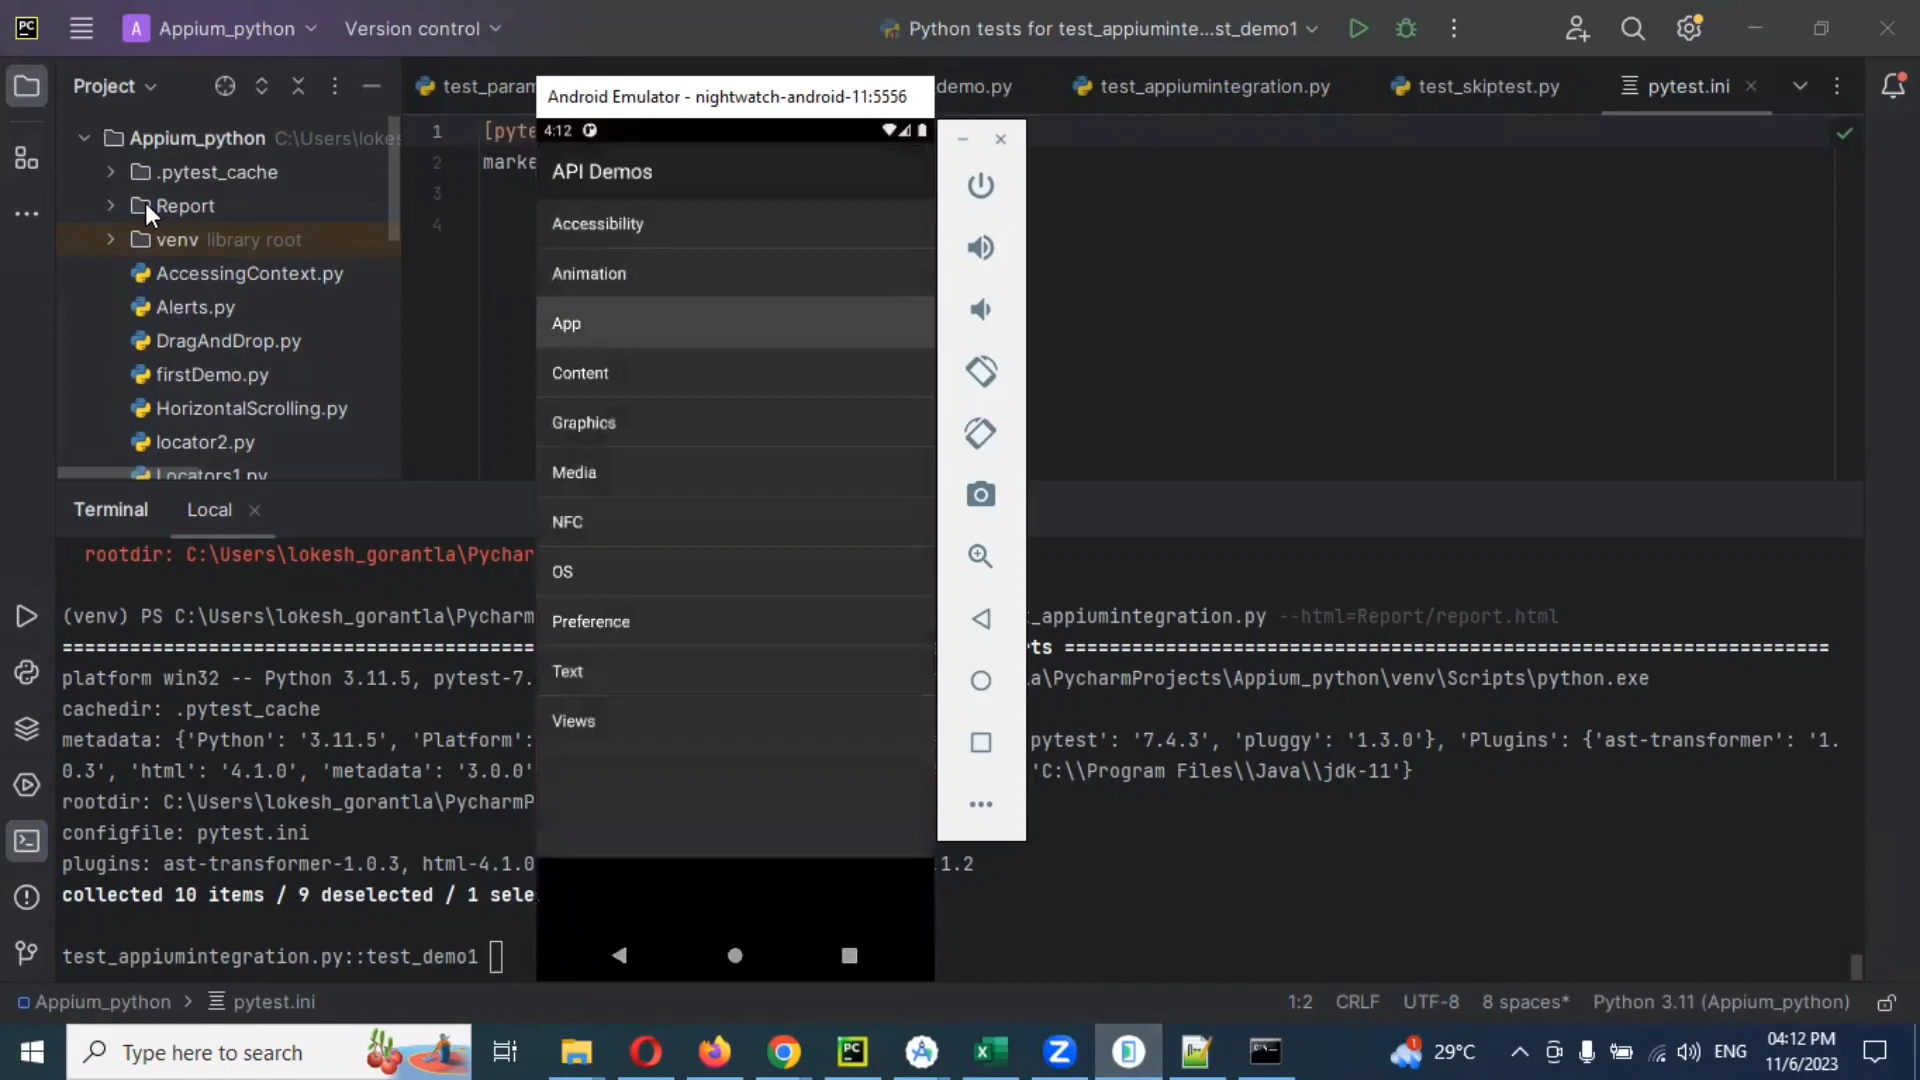 PC
A Appium_python
Version control
Python tests for test_appiuminte...st_demo1
Project
test_param
demo.py
test_appiumintegration.py
test_skiptest.py
pytest.ini
Android Emulator - nightwatch-android-11:5556
Appium_python C:\Users\lokes
.pytest_cache
Report
venv library root
AccessingContext.py
Alerts.py
DragAndDrop.py
firstDemo.py
HorizontalScrolling.py
locator2.py
Locators1.py
1 [pyte
2 marke
3
4
4:12
API Demos
Accessibility
Animation
App
Content
Graphics
Media
NFC
OS
Preference
Text
Views
Terminal
Local
rootdir: C:\Users\lokesh_gorantla\Pychar
(venv) PS C:\Users\lokesh_gorantla\Pycharm
t_appiumintegration.py --html=Report/report.html
rts
platform win32 -- Python 3.11.5, pytest-7.
la\PycharmProjects\Appium_python\venv\Scripts\python.exe
cachedir: .pytest_cache
metadata: {'Python': '3.11.5', 'Platform':
pytest': '7.4.3', 'pluggy': '1.3.0'}, 'Plugins': {'ast-transformer': '1.
0.3', 'html': '4.1.0', 'metadata': '3.0.0'
'C:\\Program Files\\Java\\jdk-11'}
rootdir: C:\Users\lokesh_gorantla\PycharmP
configfile: pytest.ini
plugins: ast-transformer-1.0.3, html-4.1.0
.1.2
collected 10 items / 9 deselected / 1 sele
test_appiumintegration.py::test_demo1
Appium_python > pytest.ini
1:2 CRLF UTF-8 8 spaces* Python 3.11 (Appium_python)
Type here to search
PC
1
29°C
ENG
04:12 PM
11/6/2023